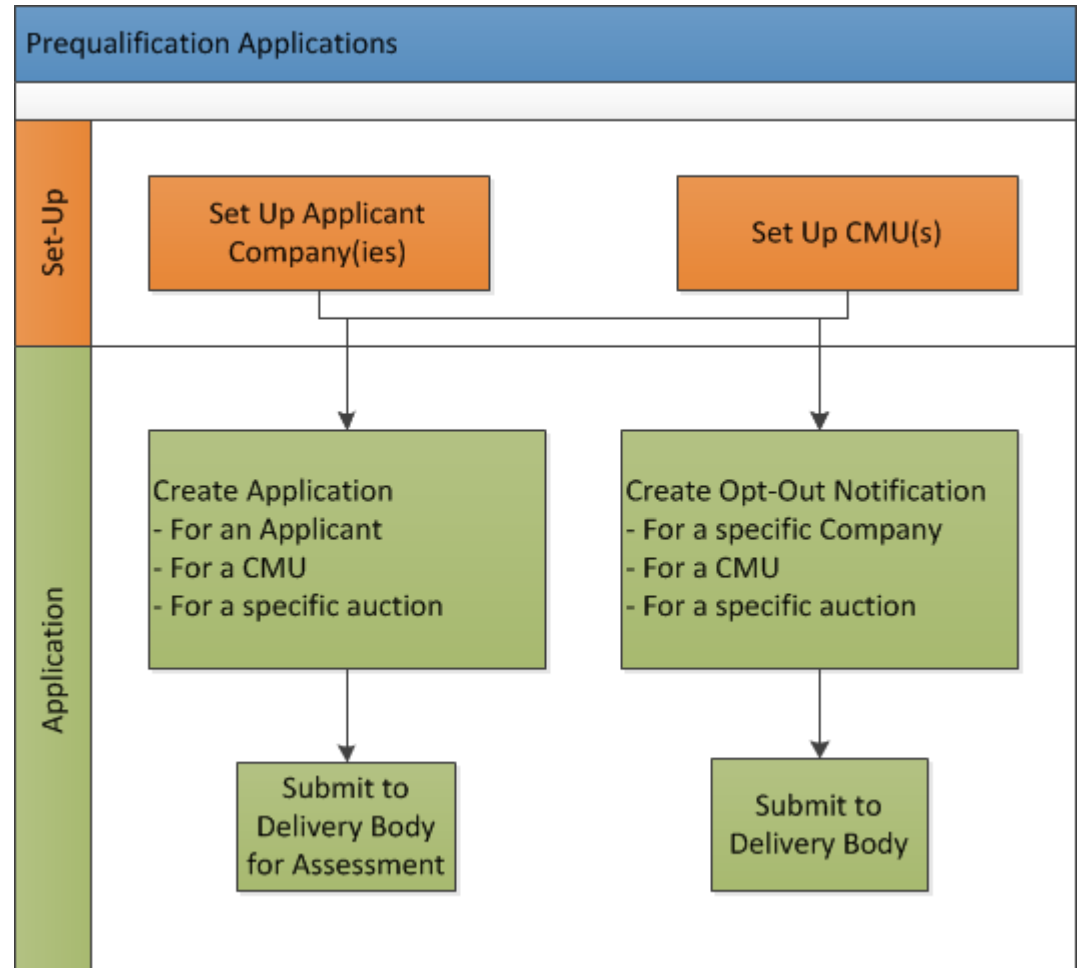 Prequalification Applications
Set-Up
Set Up Applicant
Company(ies)
Set Up CMU(s)
Application
Create Application
- For an Applicant
- For a CMU
- For a specific auction
Create Opt-Out Notification
- For a specific Company
- For a CMU
- For a specific auction
Submit to
Delivery Body
for Assessment
Submit to
Delivery Body